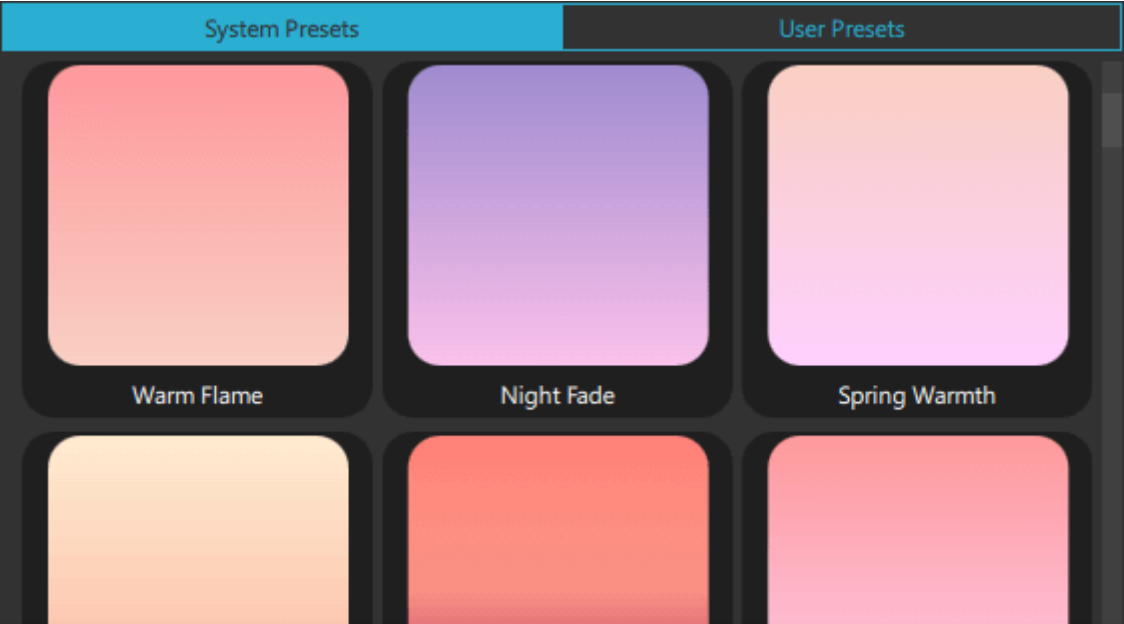 System Presets
User Presets
Warm Flame
Night Fade
Spring Warmth